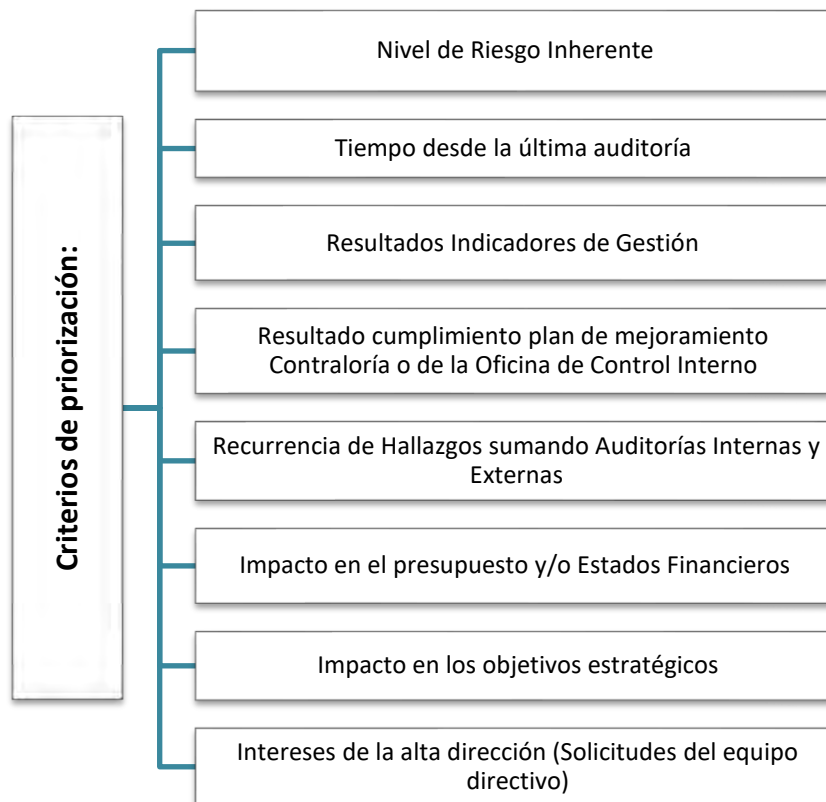 Criterios de priorización:
Nivel de Riesgo Inherente
Tiempo desde la última auditoría
Resultados Indicadores de Gestión
Resultado cumplimiento plan de mejoramiento
Contraloría o de la Oficina de Control Interno
Recurrencia de Hallazgos sumando Auditorías Internas y
Externas
Impacto en el presupuesto y/o Estados Financieros
Impacto en los objetivos estratégicos
Intereses de la alta dirección (Solicitudes del equipo
directivo)